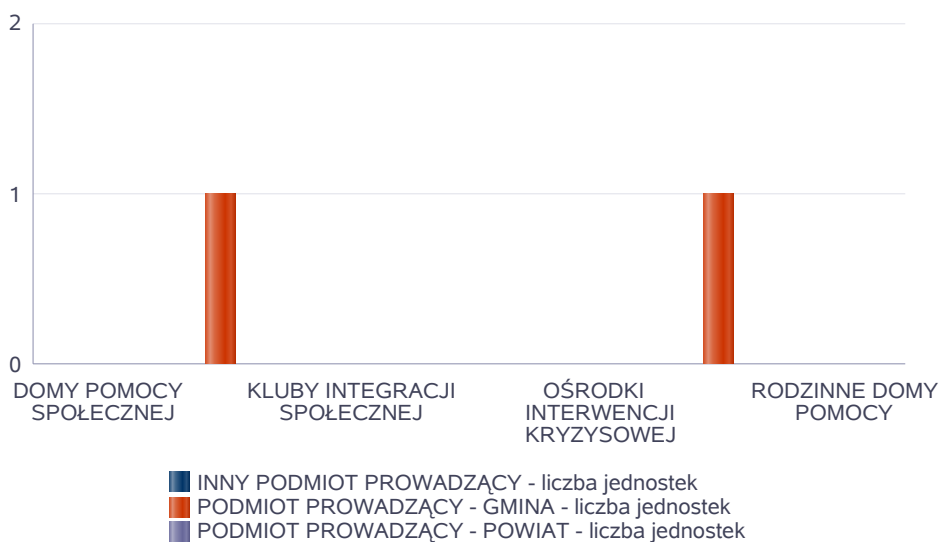 2
1
0
DOMY POMOCY
SPOŁECZNEJ
KLUBY INTEGRACJI
SPOŁECZNEJ
OŚRODKI
INTERWENCJI
KRYZYSOWEJ
RODZINNE DOMY
POMOCY
INNY PODMIOT PROWADZĄCY - liczba jednostek
PODMIOT PROWADZĄCY - GMINA - liczba jednostek
PODMIOT PROWADZĄCY - POWIAT - liczba jednostek